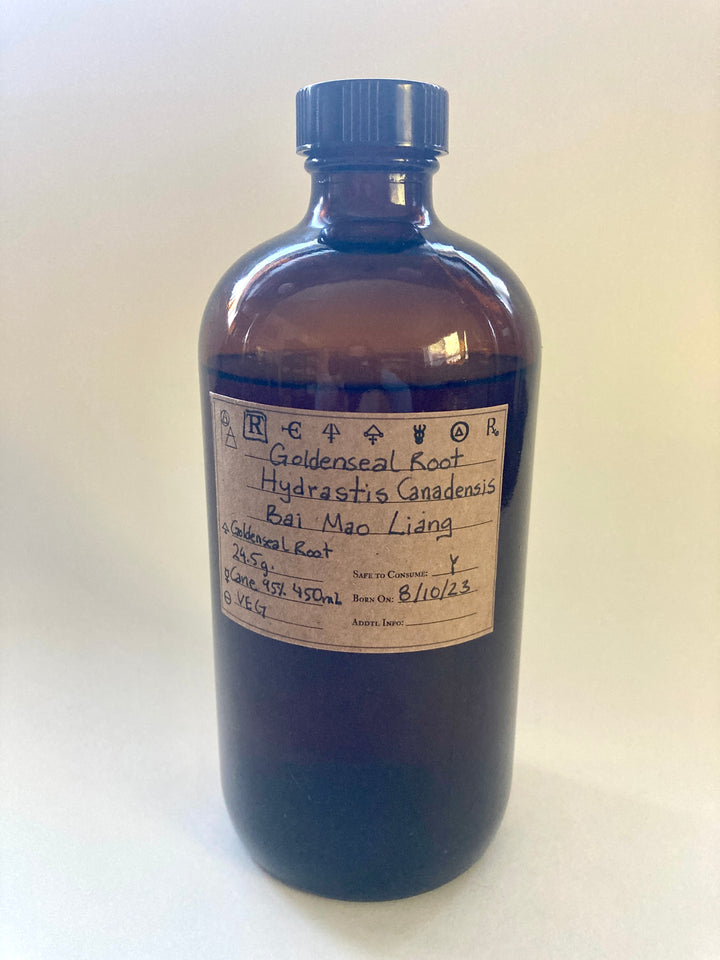 R ℞
Goldenseal Root
Hydrastis Canadensis
Bai Mao Liang
Goldenseal Root
24.5g.
Cane 95% 450mL
VEG
Safe to Consume: Y
Born On: 8/10/23
Addtl Info: